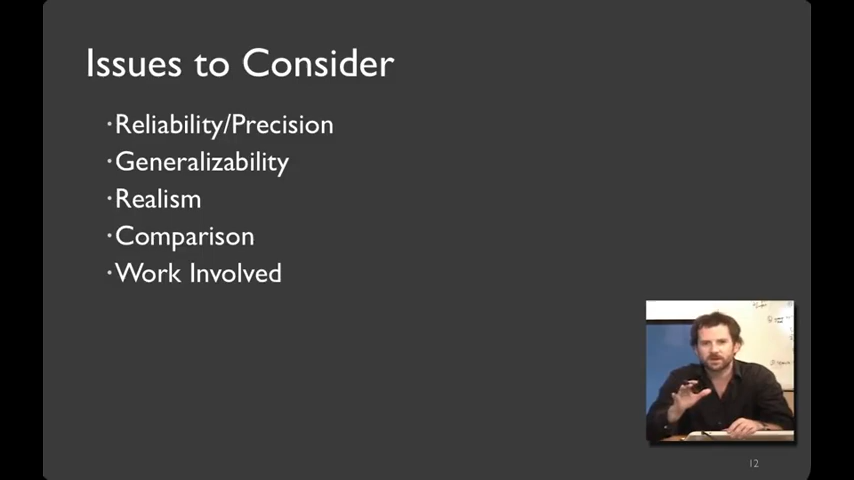 Issues to Consider
·Reliability/Precision
·Generalizability
·Realism
·Comparison
·Work Involved
12